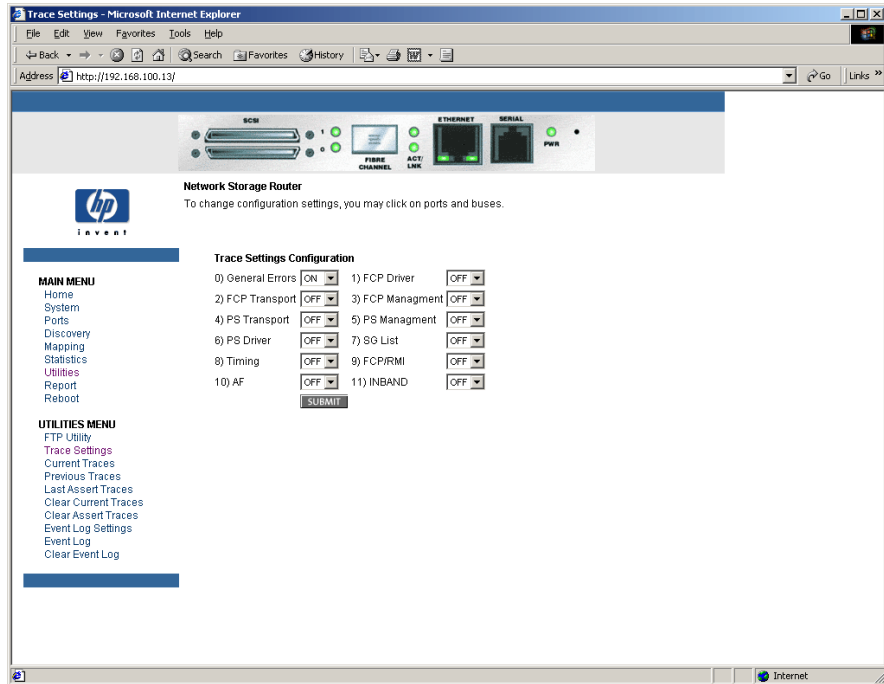 Trace Settings - Microsoft Internet Explorer
File Edit View Favorites Tools Help
Back Search Favorites History
Address http://192.168.100.13/ Go Links »
SCSI
1
0
FIBRE CHANNEL
ACT/ LNK
ETHERNET
SERIAL
PWR
hp
invent
Network Storage Router
To change configuration settings, you may click on ports and buses.
Trace Settings Configuration
0) General Errors ON 1) FCP Driver OFF
2) FCP Transport OFF 3) FCP Managment OFF
4) PS Transport OFF 5) PS Managment OFF
6) PS Driver OFF 7) SG List OFF
8) Timing OFF 9) FCP/RMI OFF
10) AF OFF 11) INBAND OFF
SUBMIT
MAIN MENU
Home
System
Ports
Discovery
Mapping
Statistics
Utilities
Report
Reboot
UTILITIES MENU
FTP Utility
Trace Settings
Current Traces
Previous Traces
Last Assert Traces
Clear Current Traces
Clear Assert Traces
Event Log Settings
Event Log
Clear Event Log
Internet